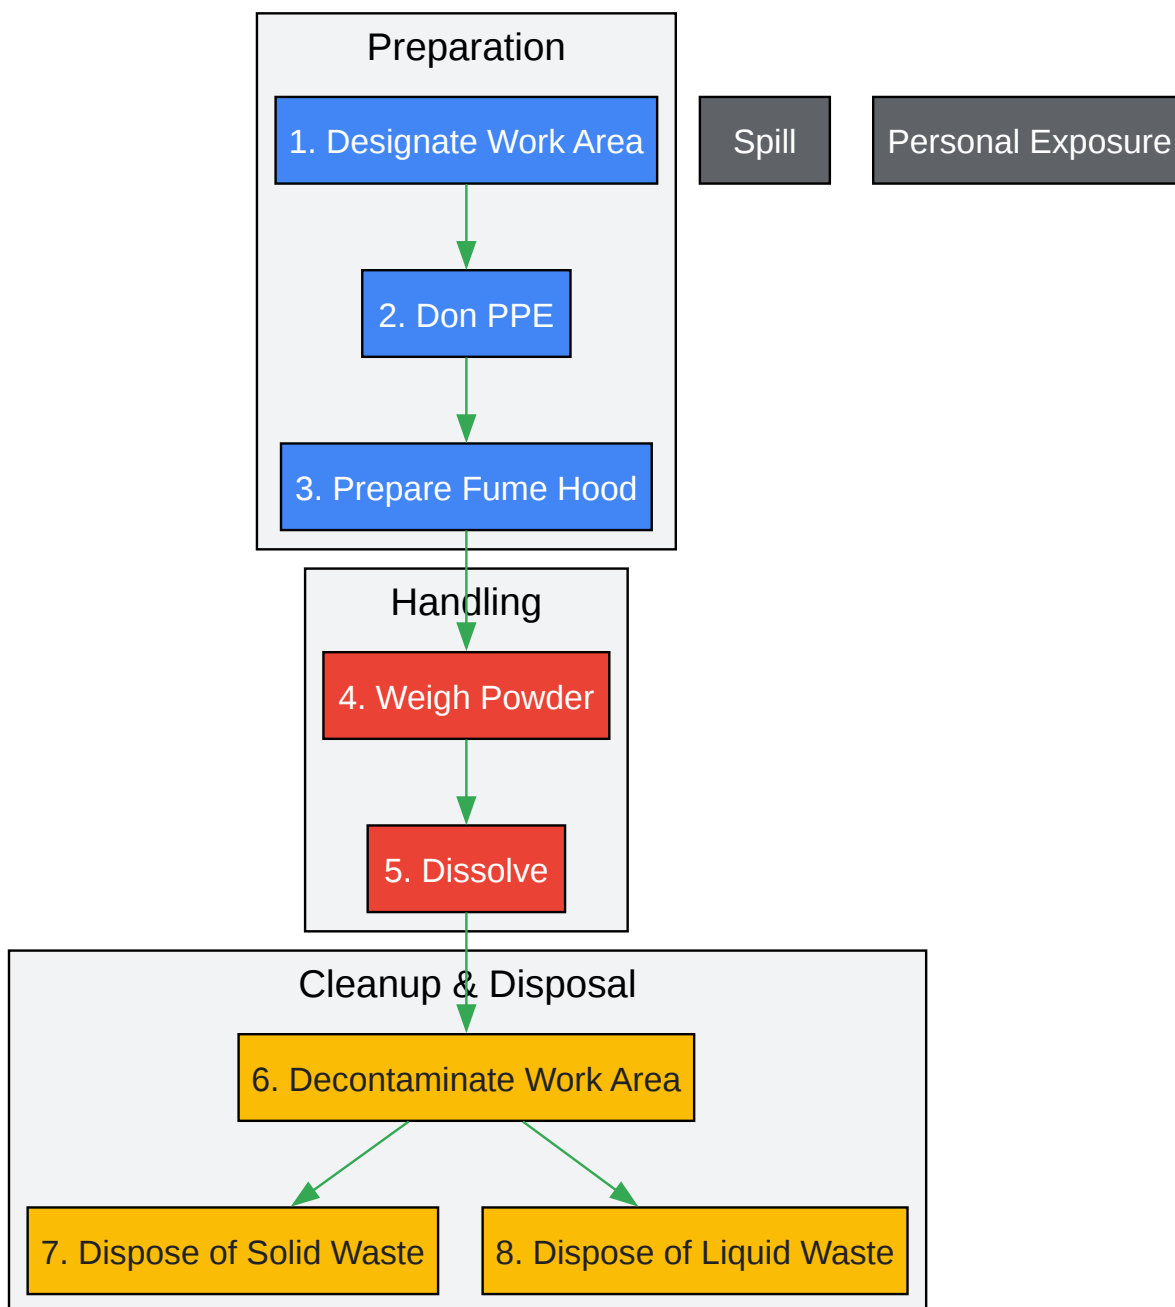 Preparation
1. Designate Work Area
Spill
Personal Exposure
2. Don PPE
3. Prepare Fume Hood
Handling
4. Weigh Powder
5. Dissolve
Cleanup & Disposal
6. Decontaminate Work Area
7. Dispose of Solid Waste
8. Dispose of Liquid Waste